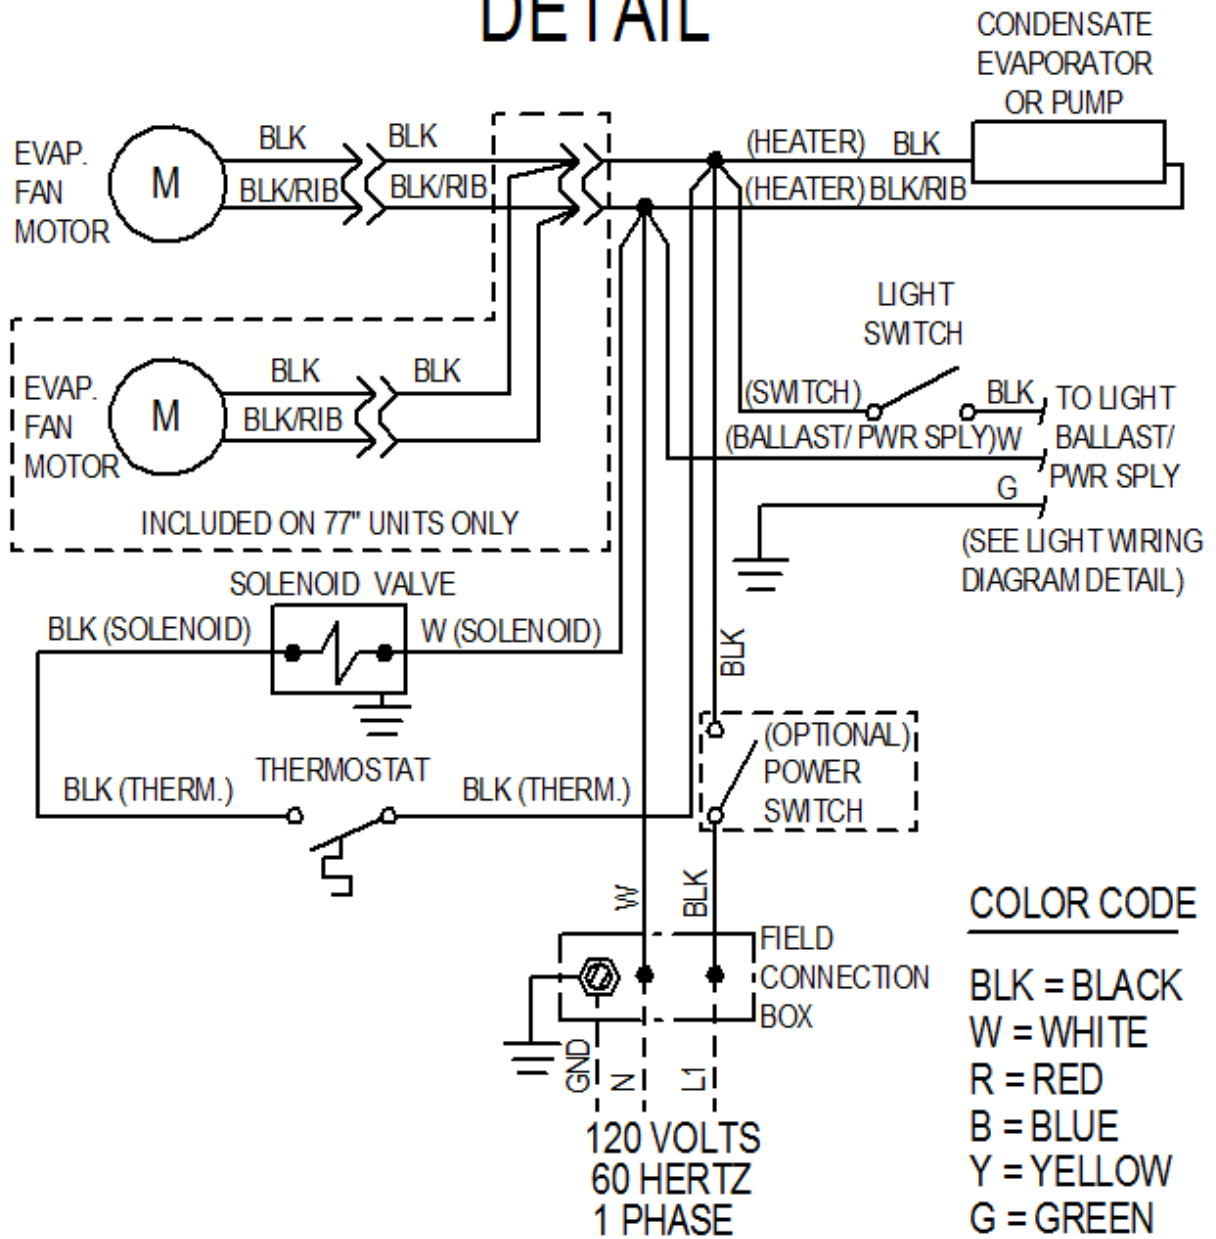 DETAIL
CONDENSATE
EVAPORATOR
OR PUMP
EVAP.
FAN
MOTOR
M
BLK
BLK
BLK/RIB
BLK/RIB
(HEATER) BLK
(HEATER) BLK/RIB
LIGHT
SWITCH
EVAP.
FAN
MOTOR
M
BLK
BLK
BLK/RIB
INCLUDED ON 77" UNITS ONLY
(SWITCH)
BLK
(BALLAST/ PWR SPLY) W
G
TO LIGHT
BALLAST/
PWR SPLY
(SEE LIGHT WIRING
DIAGRAM DETAIL)
SOLENOID VALVE
BLK (SOLENOID)
W (SOLENOID)
BLK
THERMOSTAT
BLK (THERM.)
BLK (THERM.)
(OPTIONAL)
POWER
SWITCH
W
BLK
FIELD
CONNECTION
BOX
GND
N
L1
120 VOLTS
60 HERTZ
1 PHASE
COLOR CODE
BLK = BLACK
W = WHITE
R = RED
B = BLUE
Y = YELLOW
G = GREEN